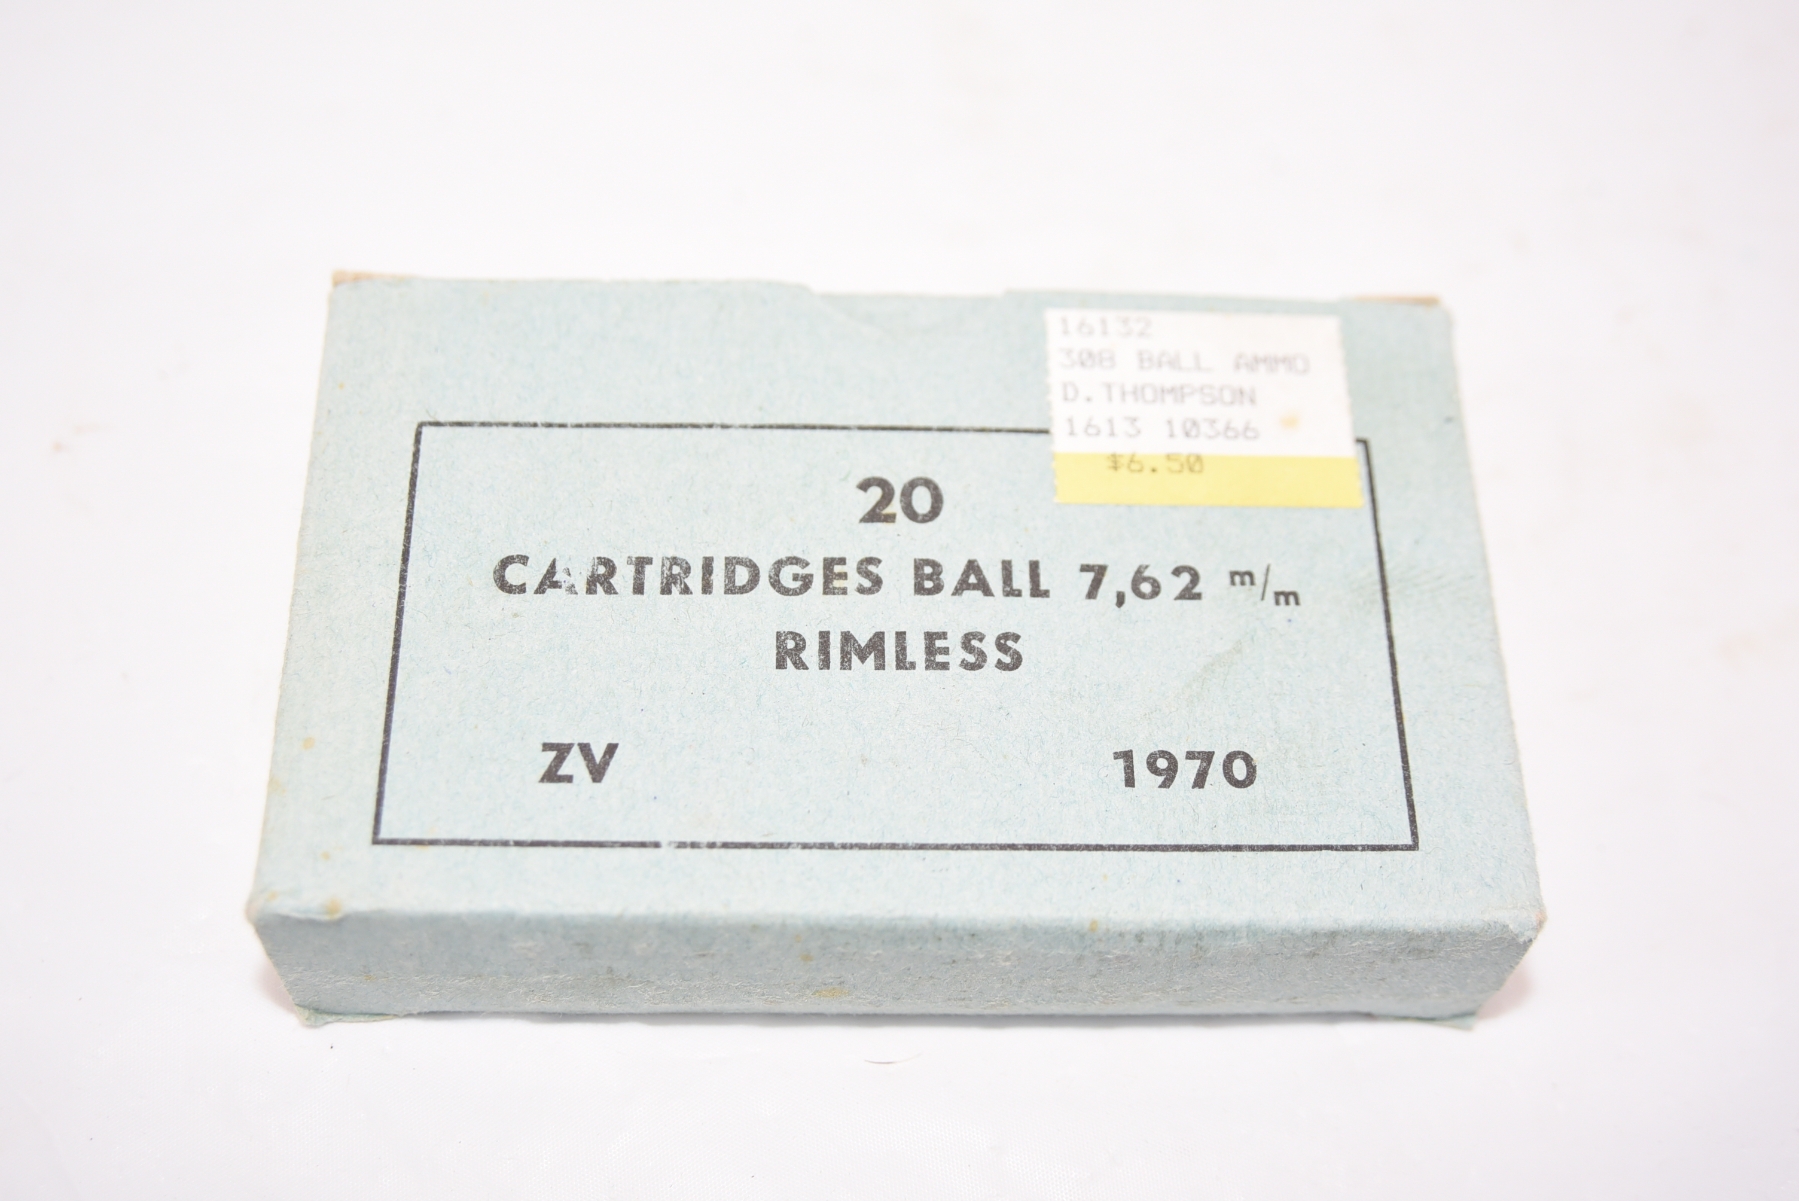 16132
308 BALL AMMO
D.THOMPSON
1613 10366
$6.50
20
CARTRIDGES BALL 7,62 m/m
RIMLESS
ZV 1970